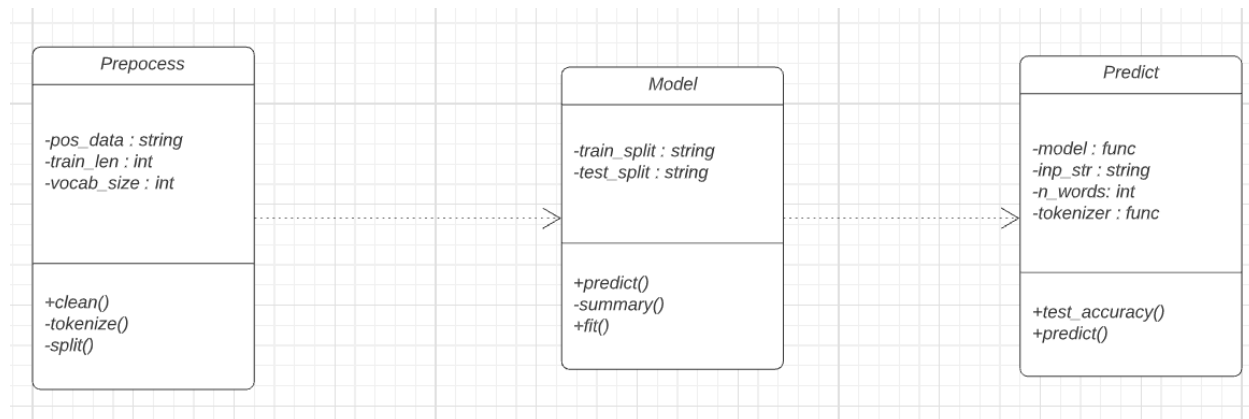 Prepocess
-pos_data : string
-train_len : int
-vocab_size : int
+clean()
-tokenize()
-split()
Model
-train_split : string
-test_split : string
+predict()
-summary()
+fit()
Predict
-model : func
-inp_str : string
-n_words: int
-tokenizer : func
+test_accuracy()
+predict()